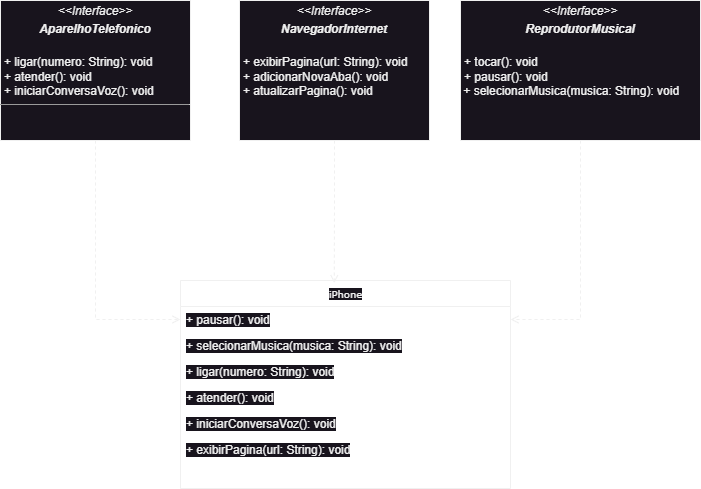 <<Interface>>
AparelhoTelefonico
+ ligar(numero: String): void
+ atender(): void
+ iniciarConversaVoz(): void
<<Interface>>
NavegadorInternet
+ exibirPagina(url: String): void
+ adicionarNovaAba(): void
+ atualizarPagina(): void
<<Interface>>
ReprodutorMusical
+ tocar(): void
+ pausar(): void
+ selecionarMusica(musica: String): void
iPhone
+ pausar(): void
+ selecionarMusica(musica: String): void
+ ligar(numero: String): void
+ atender(): void
+ iniciarConversaVoz(): void
+ exibirPagina(url: String): void